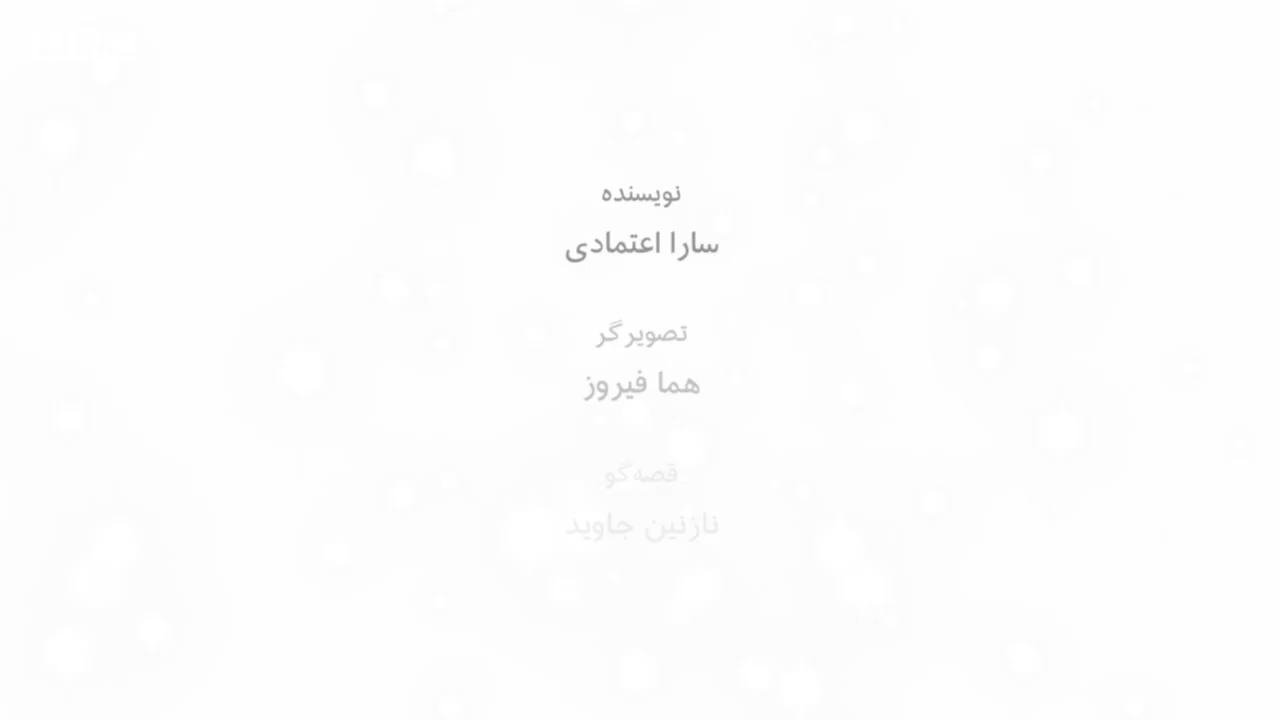 نویسنده
سارا اعتمادی
تصویرگر
هما فیروز
قصه‌گو
نازنین جاوید